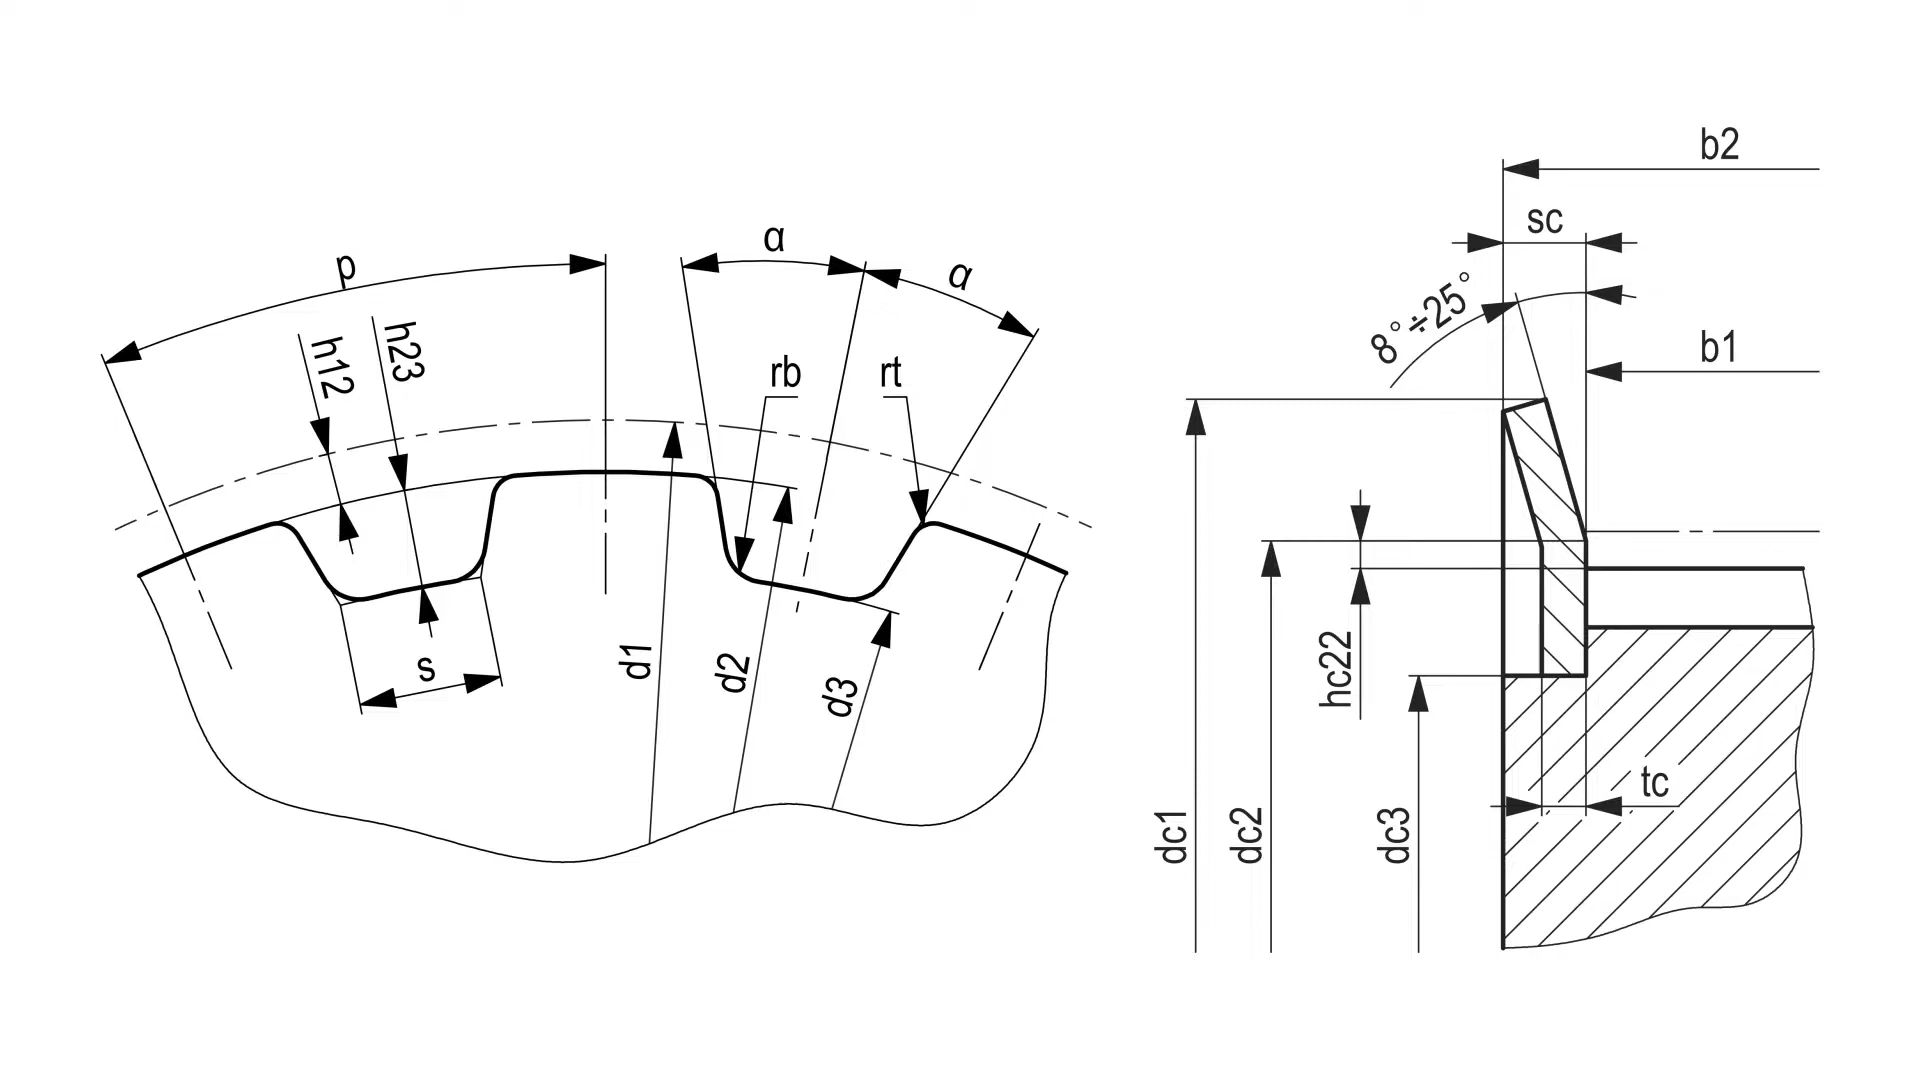 p
h12
h23
α
α
rb
rt
s
d1
d2
d3
b2
sc
8°÷25°
b1
hc22
tc
dc1
dc2
dc3